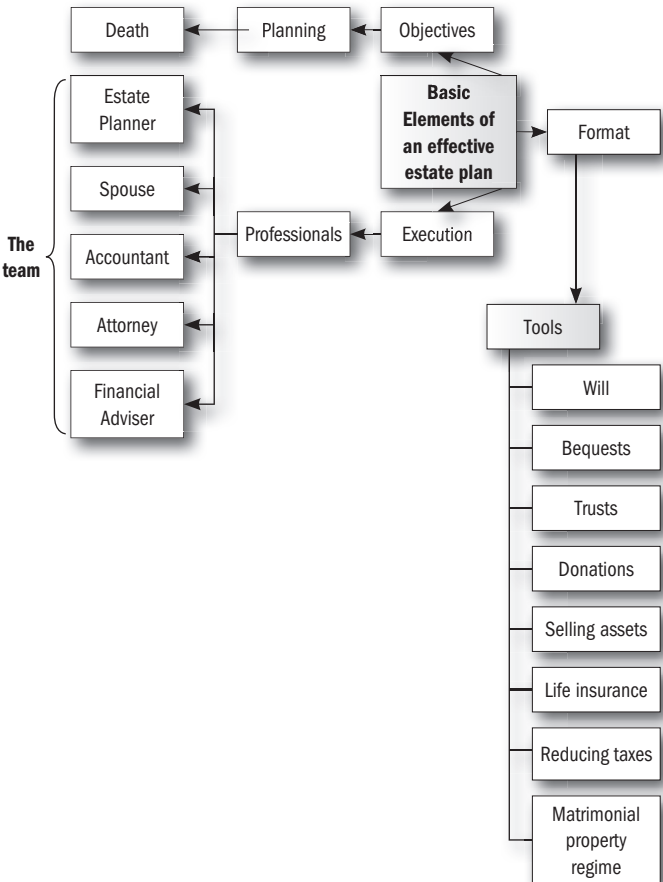 Death
Planning
Objectives
Basic
Elements of
an effective
estate plan
Format
Estate
Planner
Spouse
Professionals
Execution
The
team
Accountant
Attorney
Financial
Adviser
Tools
Will
Bequests
Trusts
Donations
Selling assets
Life insurance
Reducing taxes
Matrimonial
property
regime